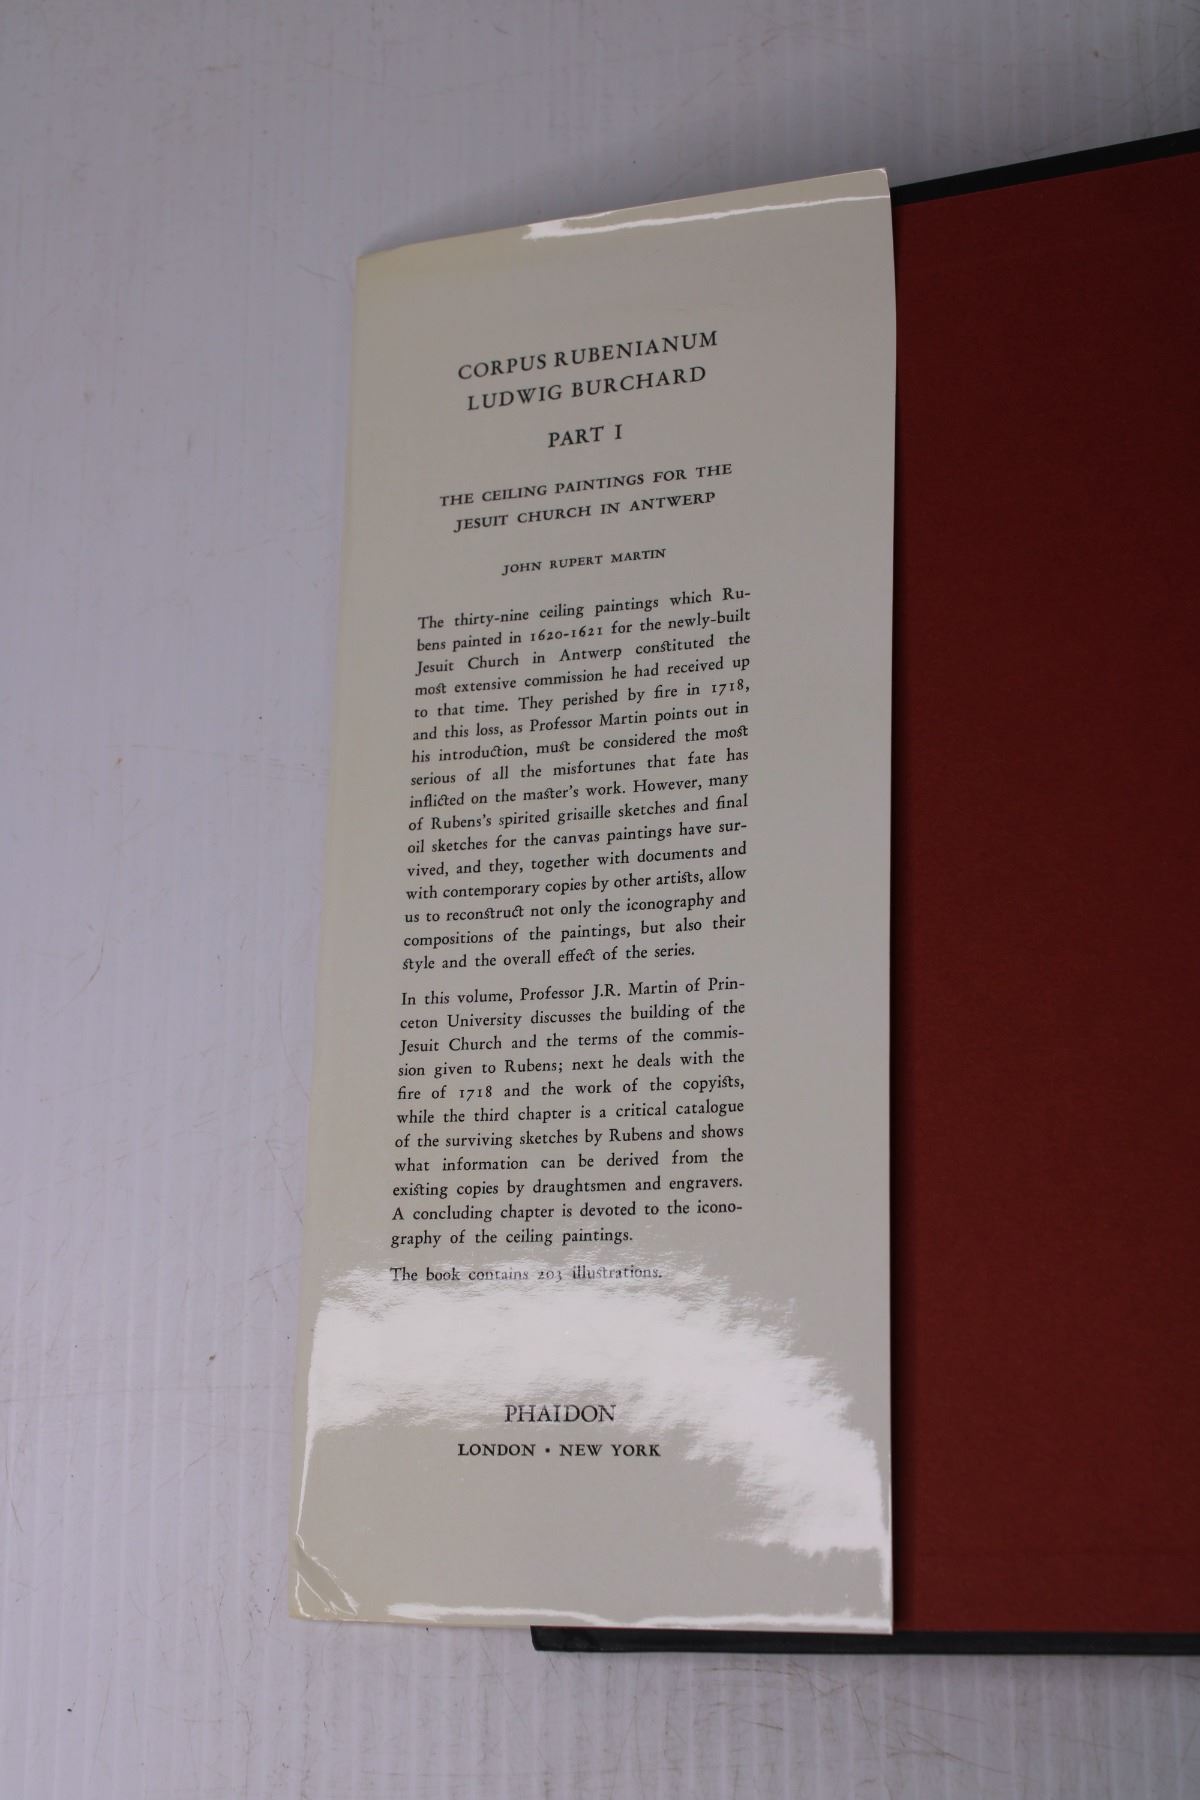 CORPUS RUBENIANUM
LUDWIG BURCHARD
PART I
THE CEILING PAINTINGS FOR THE
JESUIT CHURCH IN ANTWERP
JOHN RUPERT MARTIN
The thirty-nine ceiling paintings which Ru-
bens painted in 1620-1621 for the newly-built
Jesuit Church in Antwerp constituted the
most extensive commission he had received up
to that time. They perished by fire in 1718,
and this loss, as Professor Martin points out in
his introduction, must be considered the most
serious of all the misfortunes that fate has
inflicted on the master's work. However, many
of Rubens's spirited grisaille sketches and final
oil sketches for the canvas paintings have sur-
vived, and they, together with documents and
with contemporary copies by other artists, allow
us to reconstruct not only the iconography and
compositions of the paintings, but also their
style and the overall effect of the series.
In this volume, Professor J.R. Martin of Prin-
ceton University discusses the building of the
Jesuit Church and the terms of the commis-
sion given to Rubens; next he deals with the
fire of 1718 and the work of the copyists,
while the third chapter is a critical catalogue
of the surviving sketches by Rubens and shows
what information can be derived from the
existing copies by draughtsmen and engravers.
A concluding chapter is devoted to the icono-
graphy of the ceiling paintings.
The book contains 203 illustrations.
PHAIDON
LONDON • NEW YORK